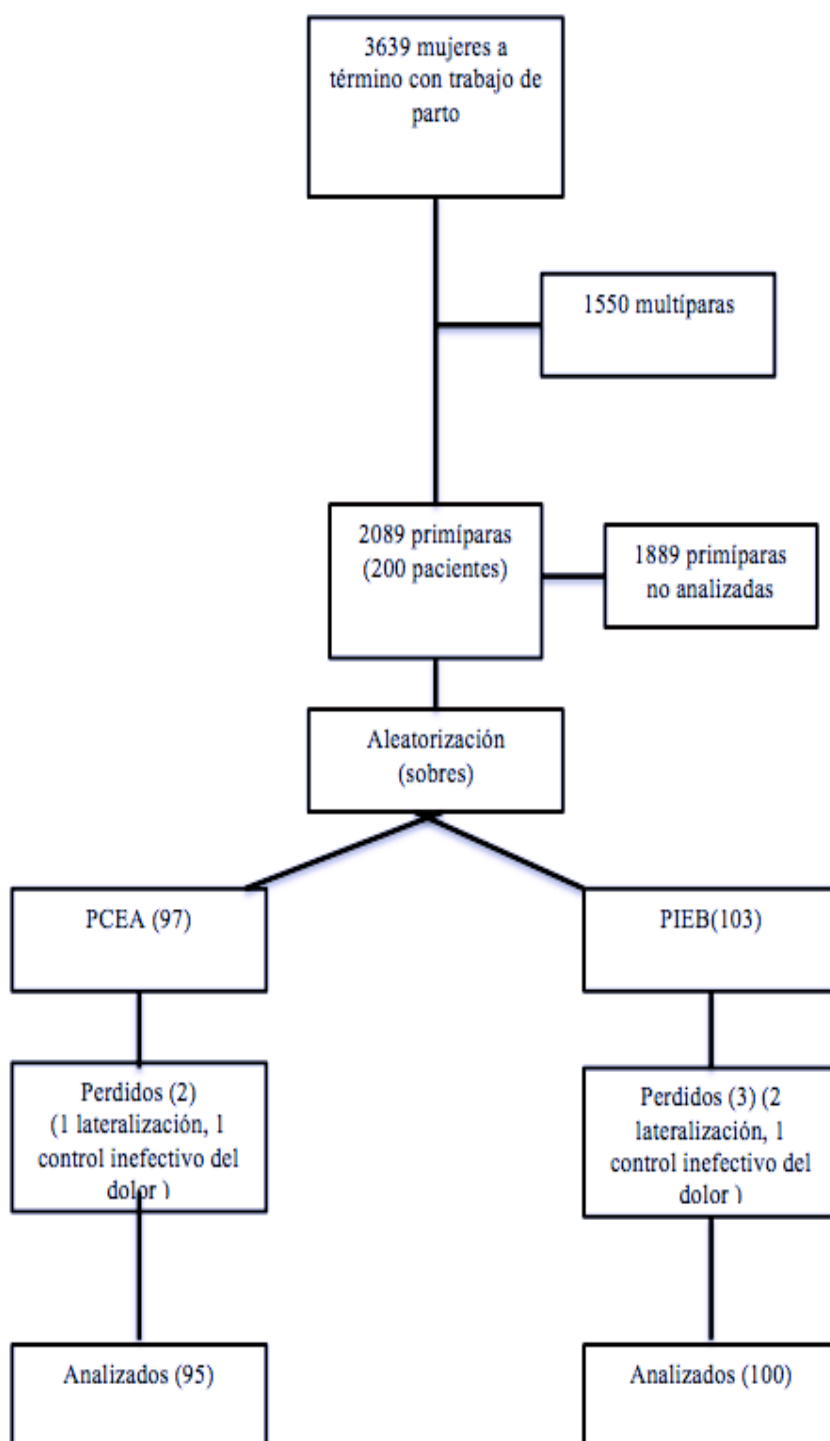 3639 mujeres a
término con trabajo de
parto
1550 multíparas
2089 primíparas
(200 pacientes)
1889 primíparas
no analizadas
Aleatorización
(sobres)
PCEA (97)
PIEB(103)
Perdidos (2)
(1 lateralización, 1
control inefectivo del
dolor )
Perdidos (3) (2
lateralización, 1
control inefectivo del
dolor )
Analizados (95)
Analizados (100)